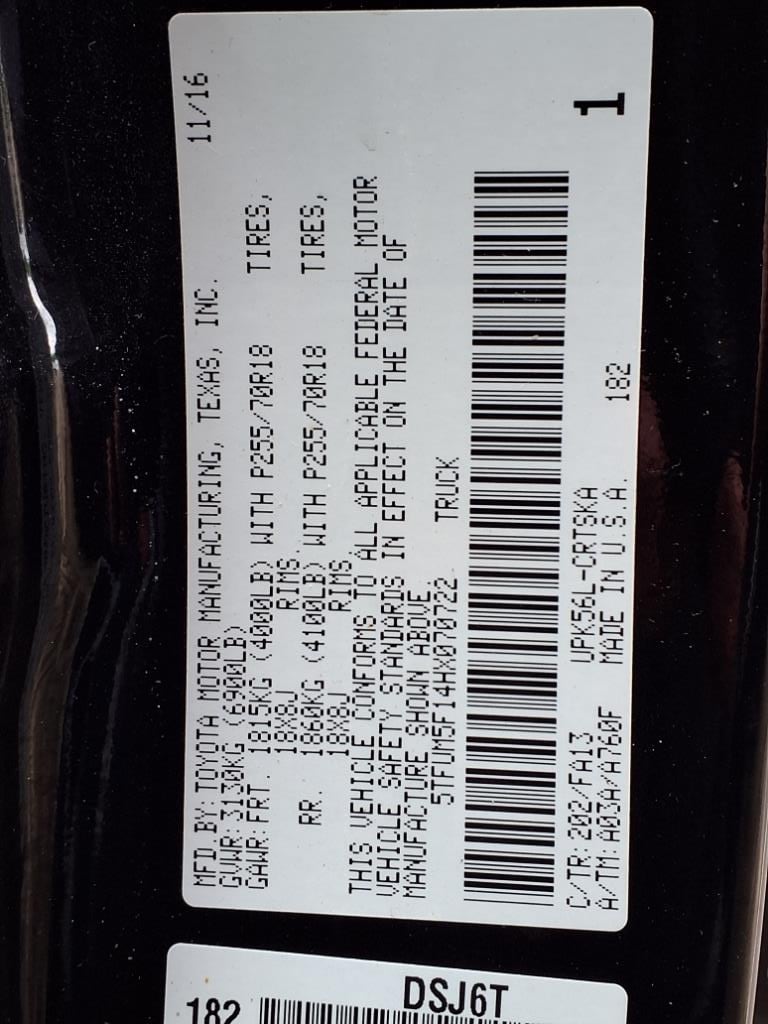 MFD BY: TOYOTA MOTOR MANUFACTURING, TEXAS, INC. 11/16
GVWR: 3130KG (6900LB)
GAWR: FRT. 1815KG (4000LB) WITH P255/70R18 TIRES,
18X8J RIMS.
RR. 1860KG (4100LB) WITH P255/70R18 TIRES,
18X8J RIMS.
THIS VEHICLE CONFORMS TO ALL APPLICABLE FEDERAL MOTOR
VEHICLE SAFETY STANDARDS IN EFFECT ON THE DATE OF
MANUFACTURE SHOWN ABOVE.
5TFUM5F14HX070722 TRUCK
C/TR: 202/FA13 UPK56L-CRTSKA 1
A/TM: A03A/A760F MADE IN U.S.A. 182
DSJ6T
182